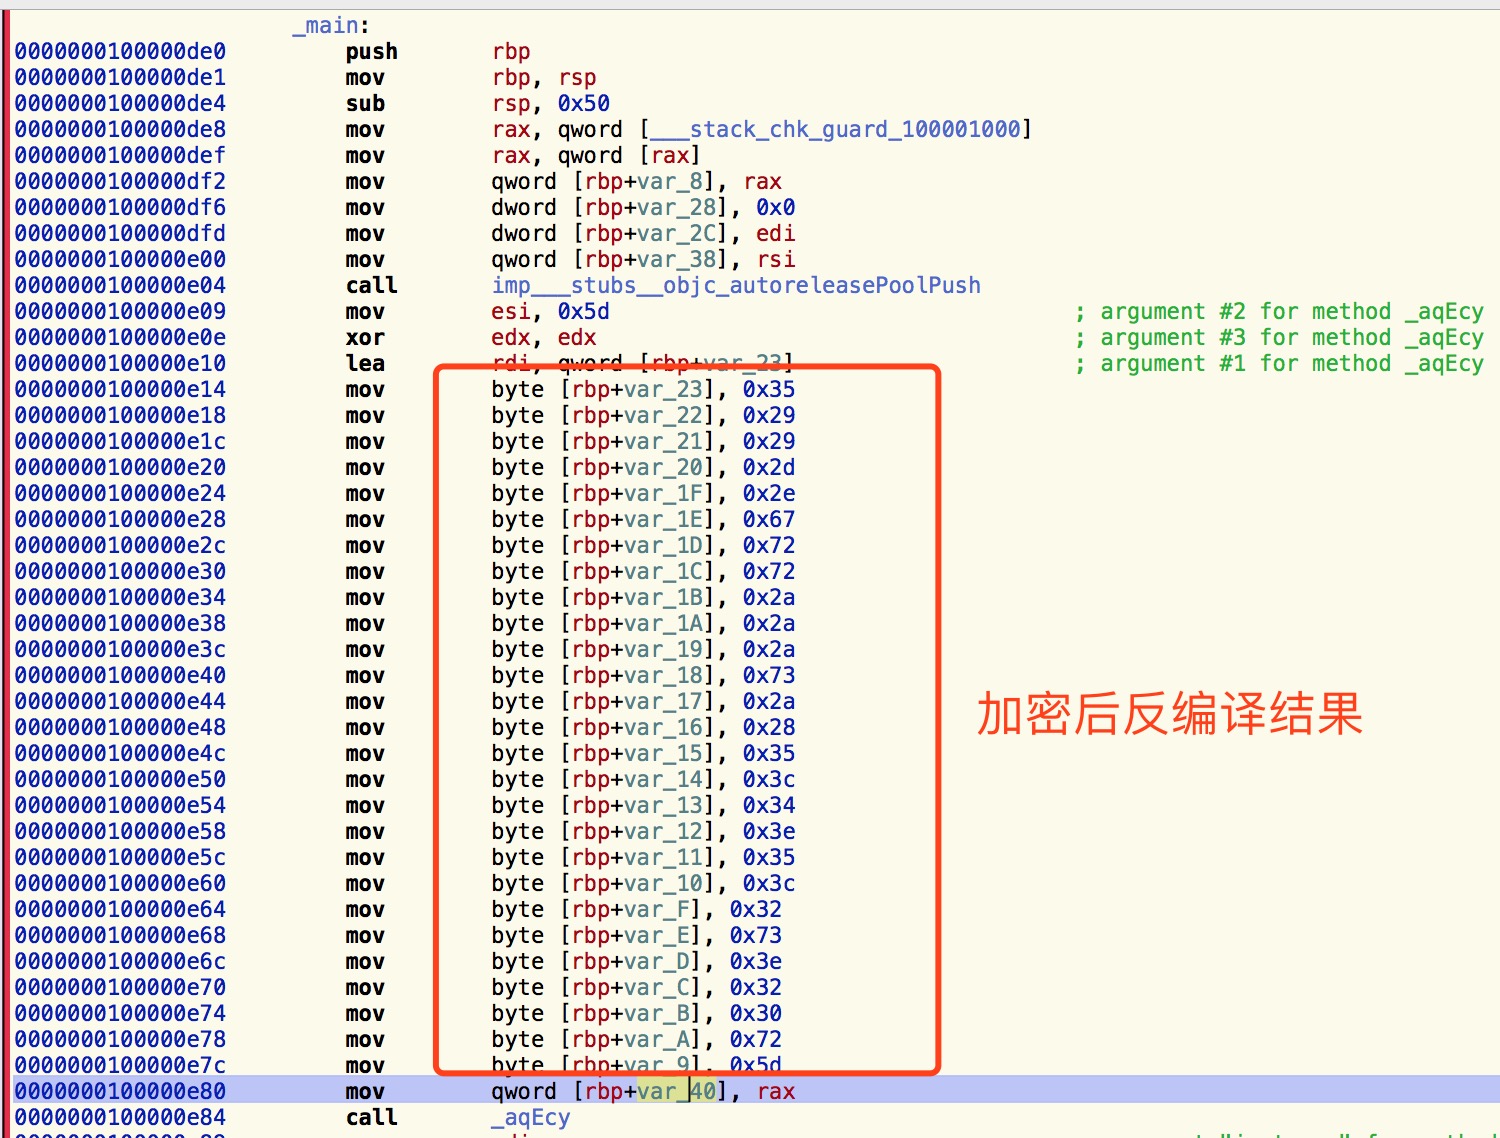 _main:
0000000100000de0 push rbp
0000000100000de1 mov rbp, rsp
0000000100000de4 sub rsp, 0x50
0000000100000de8 mov rax, qword [___stack_chk_guard_100001000]
0000000100000def mov rax, qword [rax]
0000000100000df2 mov qword [rbp+var_8], rax
0000000100000df6 mov dword [rbp+var_28], 0x0
0000000100000dfd mov dword [rbp+var_2C], edi
0000000100000e00 mov qword [rbp+var_38], rsi
0000000100000e04 call imp___stubs__objc_autoreleasePoolPush
0000000100000e09 mov esi, 0x5d ; argument #2 for method _aqEcy
0000000100000e0e xor edx, edx ; argument #3 for method _aqEcy
0000000100000e10 lea rdi, qword [rbp+var_23] ; argument #1 for method _aqEcy
0000000100000e14 mov byte [rbp+var_23], 0x35
0000000100000e18 mov byte [rbp+var_22], 0x29
0000000100000e1c mov byte [rbp+var_21], 0x29
0000000100000e20 mov byte [rbp+var_20], 0x2d
0000000100000e24 mov byte [rbp+var_1F], 0x2e
0000000100000e28 mov byte [rbp+var_1E], 0x67
0000000100000e2c mov byte [rbp+var_1D], 0x72
0000000100000e30 mov byte [rbp+var_1C], 0x72
0000000100000e34 mov byte [rbp+var_1B], 0x2a
0000000100000e38 mov byte [rbp+var_1A], 0x2a
0000000100000e3c mov byte [rbp+var_19], 0x2a
0000000100000e40 mov byte [rbp+var_18], 0x73
0000000100000e44 mov byte [rbp+var_17], 0x2a
加密后反编译结果
0000000100000e48 mov byte [rbp+var_16], 0x28
0000000100000e4c mov byte [rbp+var_15], 0x35
0000000100000e50 mov byte [rbp+var_14], 0x3c
0000000100000e54 mov byte [rbp+var_13], 0x34
0000000100000e58 mov byte [rbp+var_12], 0x3e
0000000100000e5c mov byte [rbp+var_11], 0x35
0000000100000e60 mov byte [rbp+var_10], 0x3c
0000000100000e64 mov byte [rbp+var_F], 0x32
0000000100000e68 mov byte [rbp+var_E], 0x73
0000000100000e6c mov byte [rbp+var_D], 0x3e
0000000100000e70 mov byte [rbp+var_C], 0x32
0000000100000e74 mov byte [rbp+var_B], 0x30
0000000100000e78 mov byte [rbp+var_A], 0x72
0000000100000e7c mov byte [rbp+var_9], 0x5d
0000000100000e80 mov qword [rbp+var_40], rax
0000000100000e84 call _aqEcy